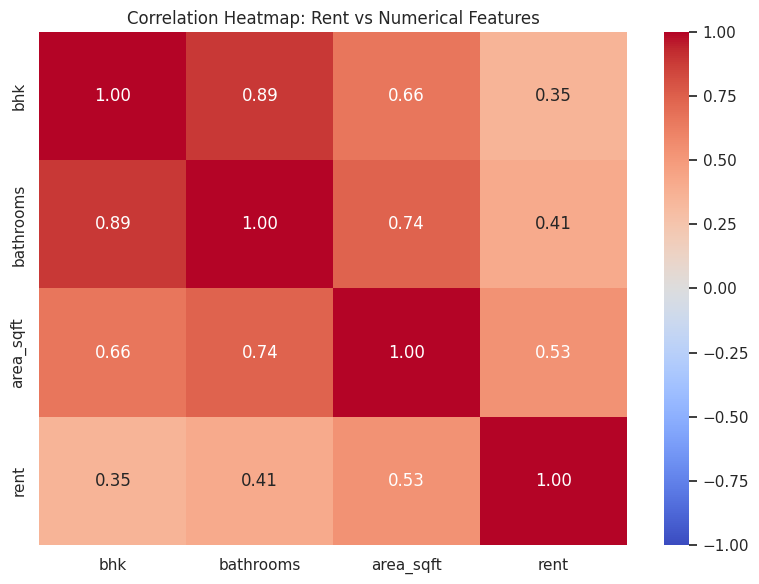 Correlation Heatmap: Rent vs Numerical Features
bhk
1.00 0.89 0.66 0.35
bathrooms
0.89 1.00 0.74 0.41
area_sqft
0.66 0.74 1.00 0.53
rent
0.35 0.41 0.53 1.00
bhk bathrooms area_sqft rent
1.00
0.75
0.50
0.25
0.00
−0.25
−0.50
−0.75
−1.00